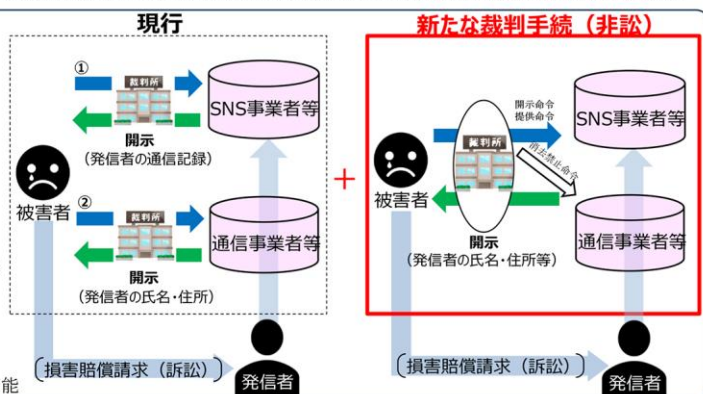 現行
①
裁判所
SNS事業者等
開示
(発信者の通信記録)
被害者
②
裁判所
通信事業者等
開示
(発信者の氏名・住所)
損害賠償請求(訴訟)
発信者
能
+
新たな裁判手続(非訟)
開示命令
提供命令
裁判所
SNS事業者等
消去禁止命令
被害者
通信事業者等
開示
(発信者の氏名・住所等)
損害賠償請求(訴訟)
発信者